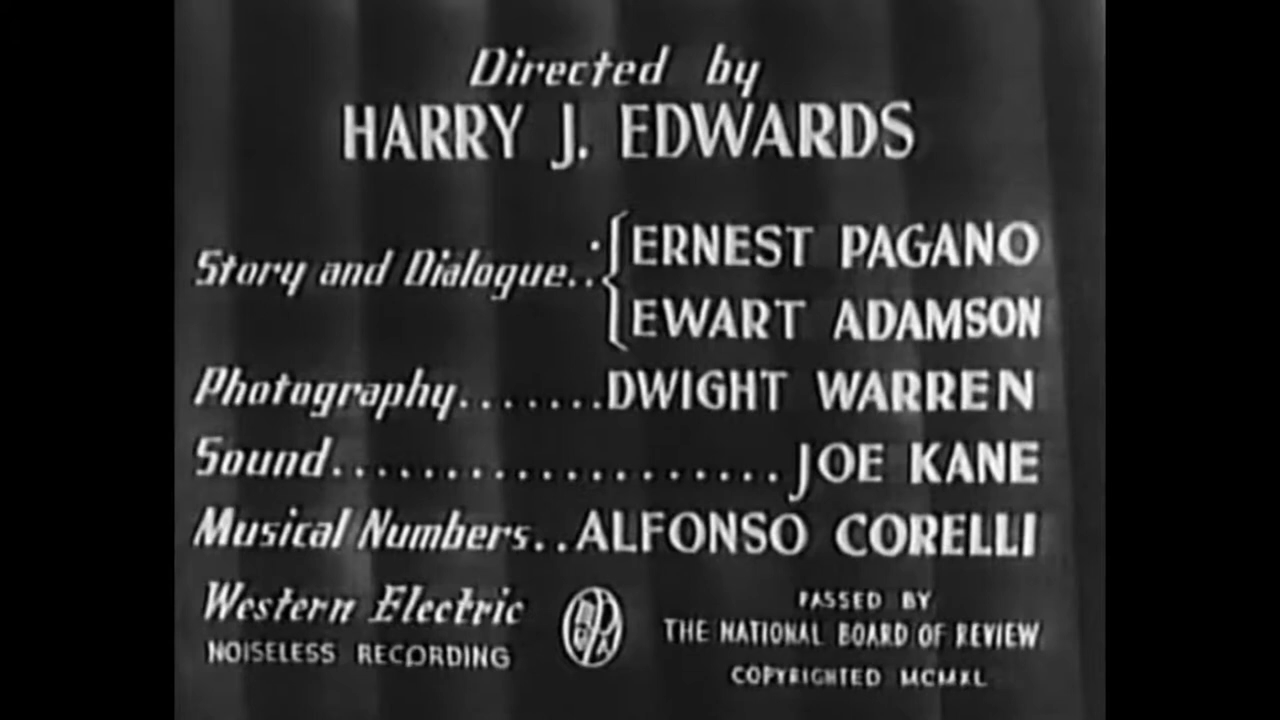 Directed by
HARRY J. EDWARDS
Story and Dialogue...
ERNEST PAGANO
EWART ADAMSON
Photography.......DWIGHT WARREN
Sound...................JOE KANE
Musical Numbers..ALFONSO CORELLI
Western Electric
NOISELESS RECORDING
PASSED BY
THE NATIONAL BOARD OF REVIEW
COPYRIGHTED MCMXL